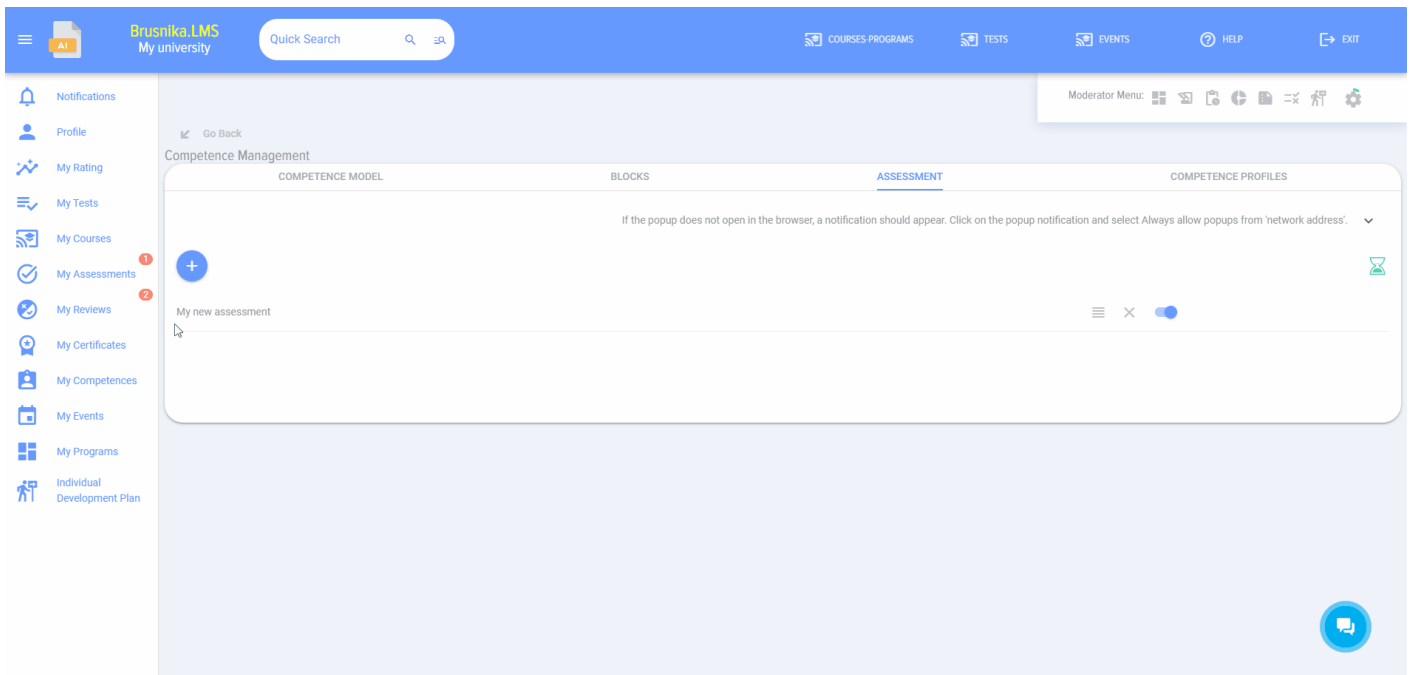 Brusnika.LMS
My university
AI
Quick Search
COURSES-PROGRAMS
TESTS
EVENTS
HELP
EXIT
Moderator Menu:
Notifications
Profile
My Rating
My Tests
My Courses
My Assessments
1
My Reviews
2
My Certificates
My Competences
My Events
My Programs
Individual
Development Plan
Go Back
Competence Management
COMPETENCE MODEL
BLOCKS
ASSESSMENT
COMPETENCE PROFILES
If the popup does not open in the browser, a notification should appear. Click on the popup notification and select Always allow popups from 'network address'.
My new assessment